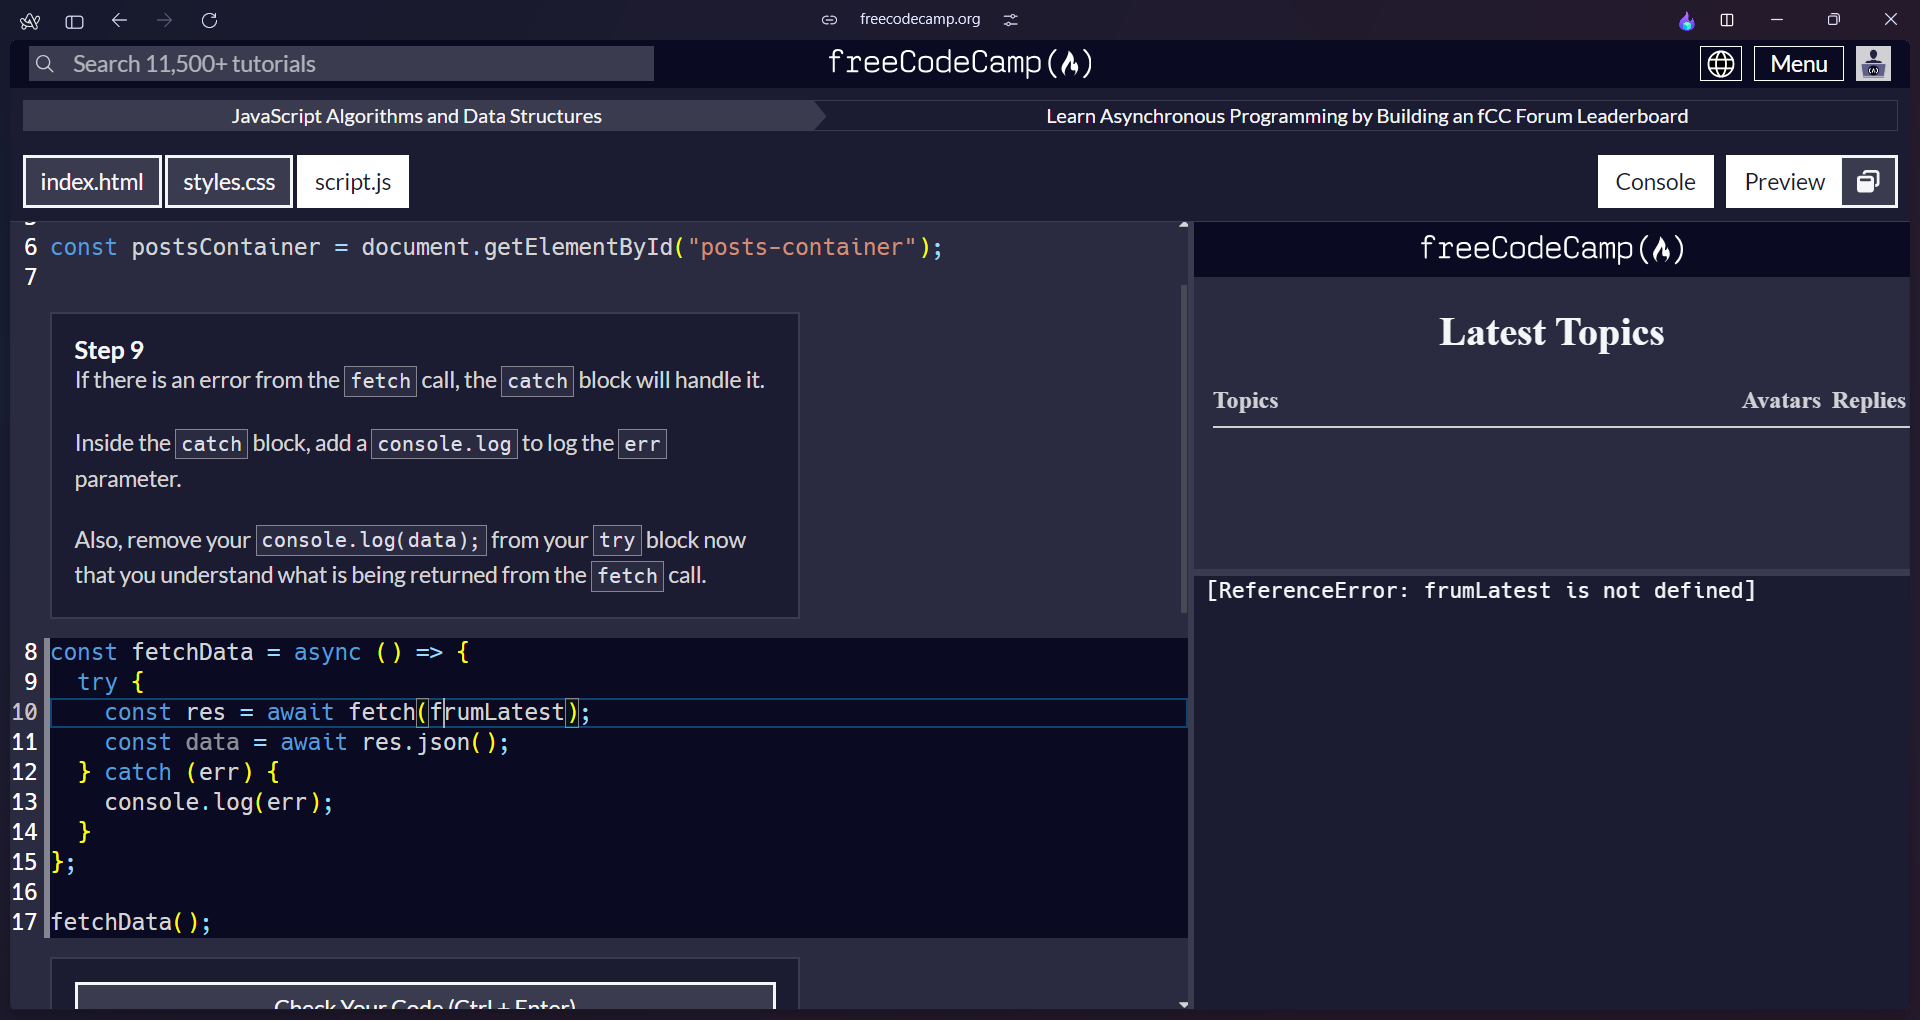 freecodecamp.org
Search 11,500+ tutorials
freeCodeCamp
Menu
JavaScript Algorithms and Data Structures
Learn Asynchronous Programming by Building an fCC Forum Leaderboard
index.html
styles.css
script.js
Console
Preview
6 const postsContainer = document.getElementById("posts-container");
7
Step 9
If there is an error from the fetch call, the catch block will handle it.
Inside the catch block, add a console.log to log the err
parameter.
Also, remove your console.log(data); from your try block now
that you understand what is being returned from the fetch call.
8 const fetchData = async () => {
9 try {
10 const res = await fetch(frumLatest);
11 const data = await res.json();
12 } catch (err) {
13 console.log(err);
14 }
15 };
16
17 fetchData();
Check Your Code (Ctrl + Enter)
freeCodeCamp
Latest Topics
Topics Avatars Replies
[ReferenceError: frumLatest is not defined]